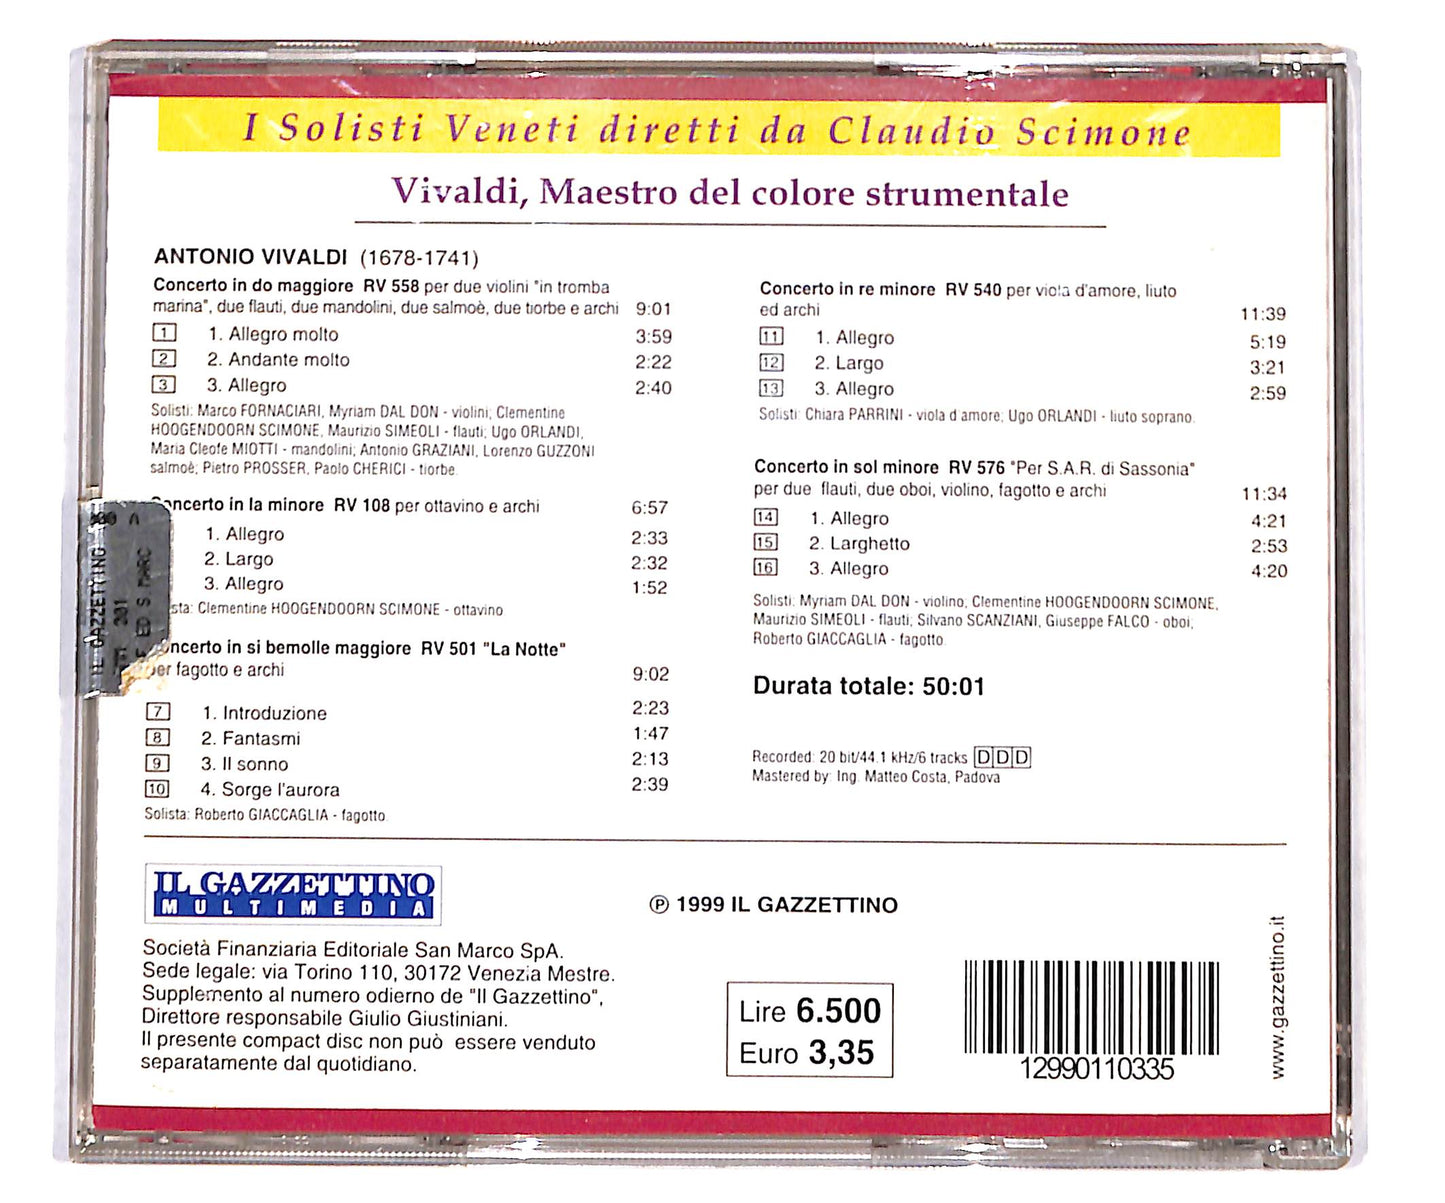 I Solisti Veneti diretti da Claudio Scimone
Vivaldi, Maestro del colore strumentale
ANTONIO VIVALDI (1678-1741)
Concerto in do maggiore RV 558 per due violini "in tromba
marina", due flauti, due mandolini, due salmoè, due tiorbe e archi 9:01
1 1. Allegro molto 3:59
2 2. Andante molto 2:22
3 3. Allegro 2:40
Solisti: Marco FORNACIARI, Myriam DAL DON - violini; Clementine
HOOGENDOORN SCIMONE, Maurizio SIMEOLI - flauti; Ugo ORLANDI,
Maria Cleofe MIOTTI - mandolini; Antonio GRAZIANI, Lorenzo GUZZONI
salmoè; Pietro PROSSER, Paolo CHERICI - tiorbe.
oncerto in la minore RV 108 per ottavino e archi 6:57
1. Allegro 2:33
2. Largo 2:32
3. Allegro 1:52
sta: Clementine HOOGENDOORN SCIMONE - ottavino
oncerto in si bemolle maggiore RV 501 "La Notte"
per fagotto e archi 9:02
7 1. Introduzione 2:23
8 2. Fantasmi 1:47
9 3. Il sonno 2:13
10 4. Sorge l'aurora 2:39
Solista: Roberto GIACCAGLIA - fagotto.
IL GAZZETTINO
ED S.MARC
201
Concerto in re minore RV 540 per viola d'amore, liuto
ed archi 11:39
11 1. Allegro 5:19
12 2. Largo 3:21
13 3. Allegro 2:59
Solisti: Chiara PARRINI - viola d'amore; Ugo ORLANDI - liuto soprano.
Concerto in sol minore RV 576 "Per S.A.R. di Sassonia"
per due flauti, due oboi, violino, fagotto e archi 11:34
14 1. Allegro 4:21
15 2. Larghetto 2:53
16 3. Allegro 4:20
Solisti: Myriam DAL DON - violino; Clementine HOOGENDOORN SCIMONE,
Maurizio SIMEOLI - flauti; Silvano SCANZIANI, Giuseppe FALCO - oboi;
Roberto GIACCAGLIA - fagotto.
Durata totale: 50:01
Recorded: 20 bit/44.1 kHz/6 tracks DDD
Mastered by: Ing. Matteo Costa, Padova
IL GAZZETTINO
MULTIMEDIA
℗ 1999 IL GAZZETTINO
Società Finanziaria Editoriale San Marco SpA.
Sede legale: via Torino 110, 30172 Venezia Mestre.
Supplemento al numero odierno de "Il Gazzettino",
Direttore responsabile Giulio Giustiniani.
Il presente compact disc non può essere venduto
separatamente dal quotidiano.
Lire 6.500
Euro 3,35
12990110335
www.gazzettino.it